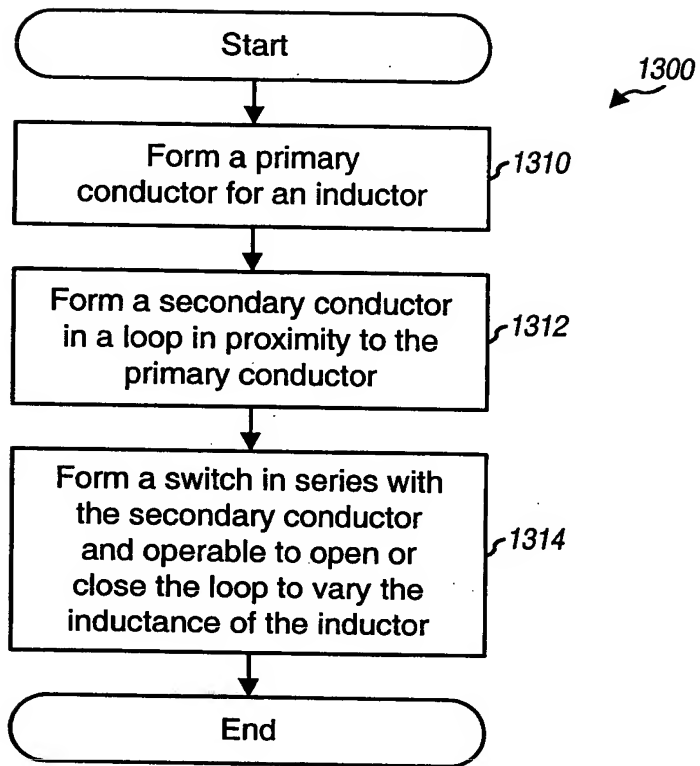 Start
1300
Form a primary
conductor for an inductor
1310
Form a secondary conductor
in a loop in proximity to the
primary conductor
1312
Form a switch in series with
the secondary conductor
and operable to open or
close the loop to vary the
inductance of the inductor
1314
End